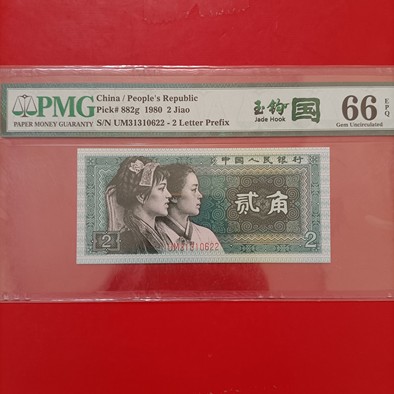 PMG
PAPER MONEY GUARANTY
China / People's Republic
Pick# 882g 1980 2 Jiao
S/N UM31310622 - 2 Letter Prefix
玉钩国
Jade Hook
66 EPQ
Gem Uncirculated
中国人民银行
贰角
2
UM31310622
2